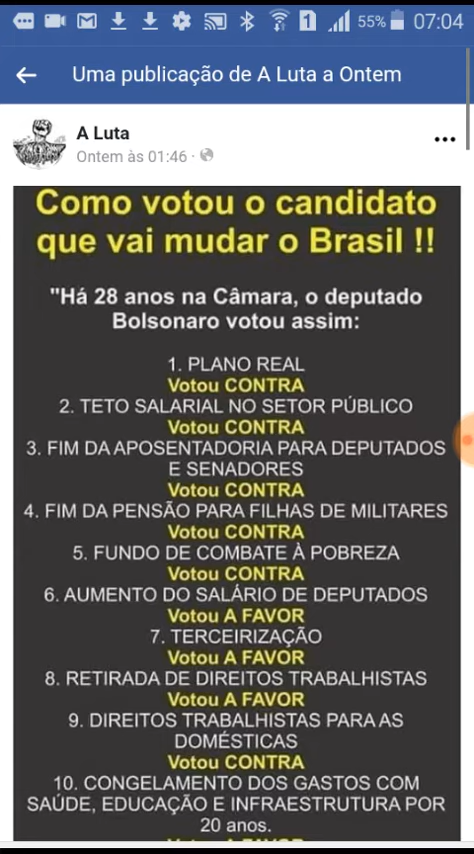 55% 07:04
Uma publicação de A Luta a Ontem
A Luta
Ontem às 01:46 ·
Como votou o candidato
que vai mudar o Brasil !!
"Há 28 anos na Câmara, o deputado
Bolsonaro votou assim:
1. PLANO REAL
Votou CONTRA
2. TETO SALARIAL NO SETOR PÚBLICO
Votou CONTRA
3. FIM DA APOSENTADORIA PARA DEPUTADOS
E SENADORES
Votou CONTRA
4. FIM DA PENSÃO PARA FILHAS DE MILITARES
Votou CONTRA
5. FUNDO DE COMBATE À POBREZA
Votou CONTRA
6. AUMENTO DO SALÁRIO DE DEPUTADOS
Votou A FAVOR
7. TERCEIRIZAÇÃO
Votou A FAVOR
8. RETIRADA DE DIREITOS TRABALHISTAS
Votou A FAVOR
9. DIREITOS TRABALHISTAS PARA AS
DOMÉSTICAS
Votou CONTRA
10. CONGELAMENTO DOS GASTOS COM
SAÚDE, EDUCAÇÃO E INFRAESTRUTURA POR
20 anos.